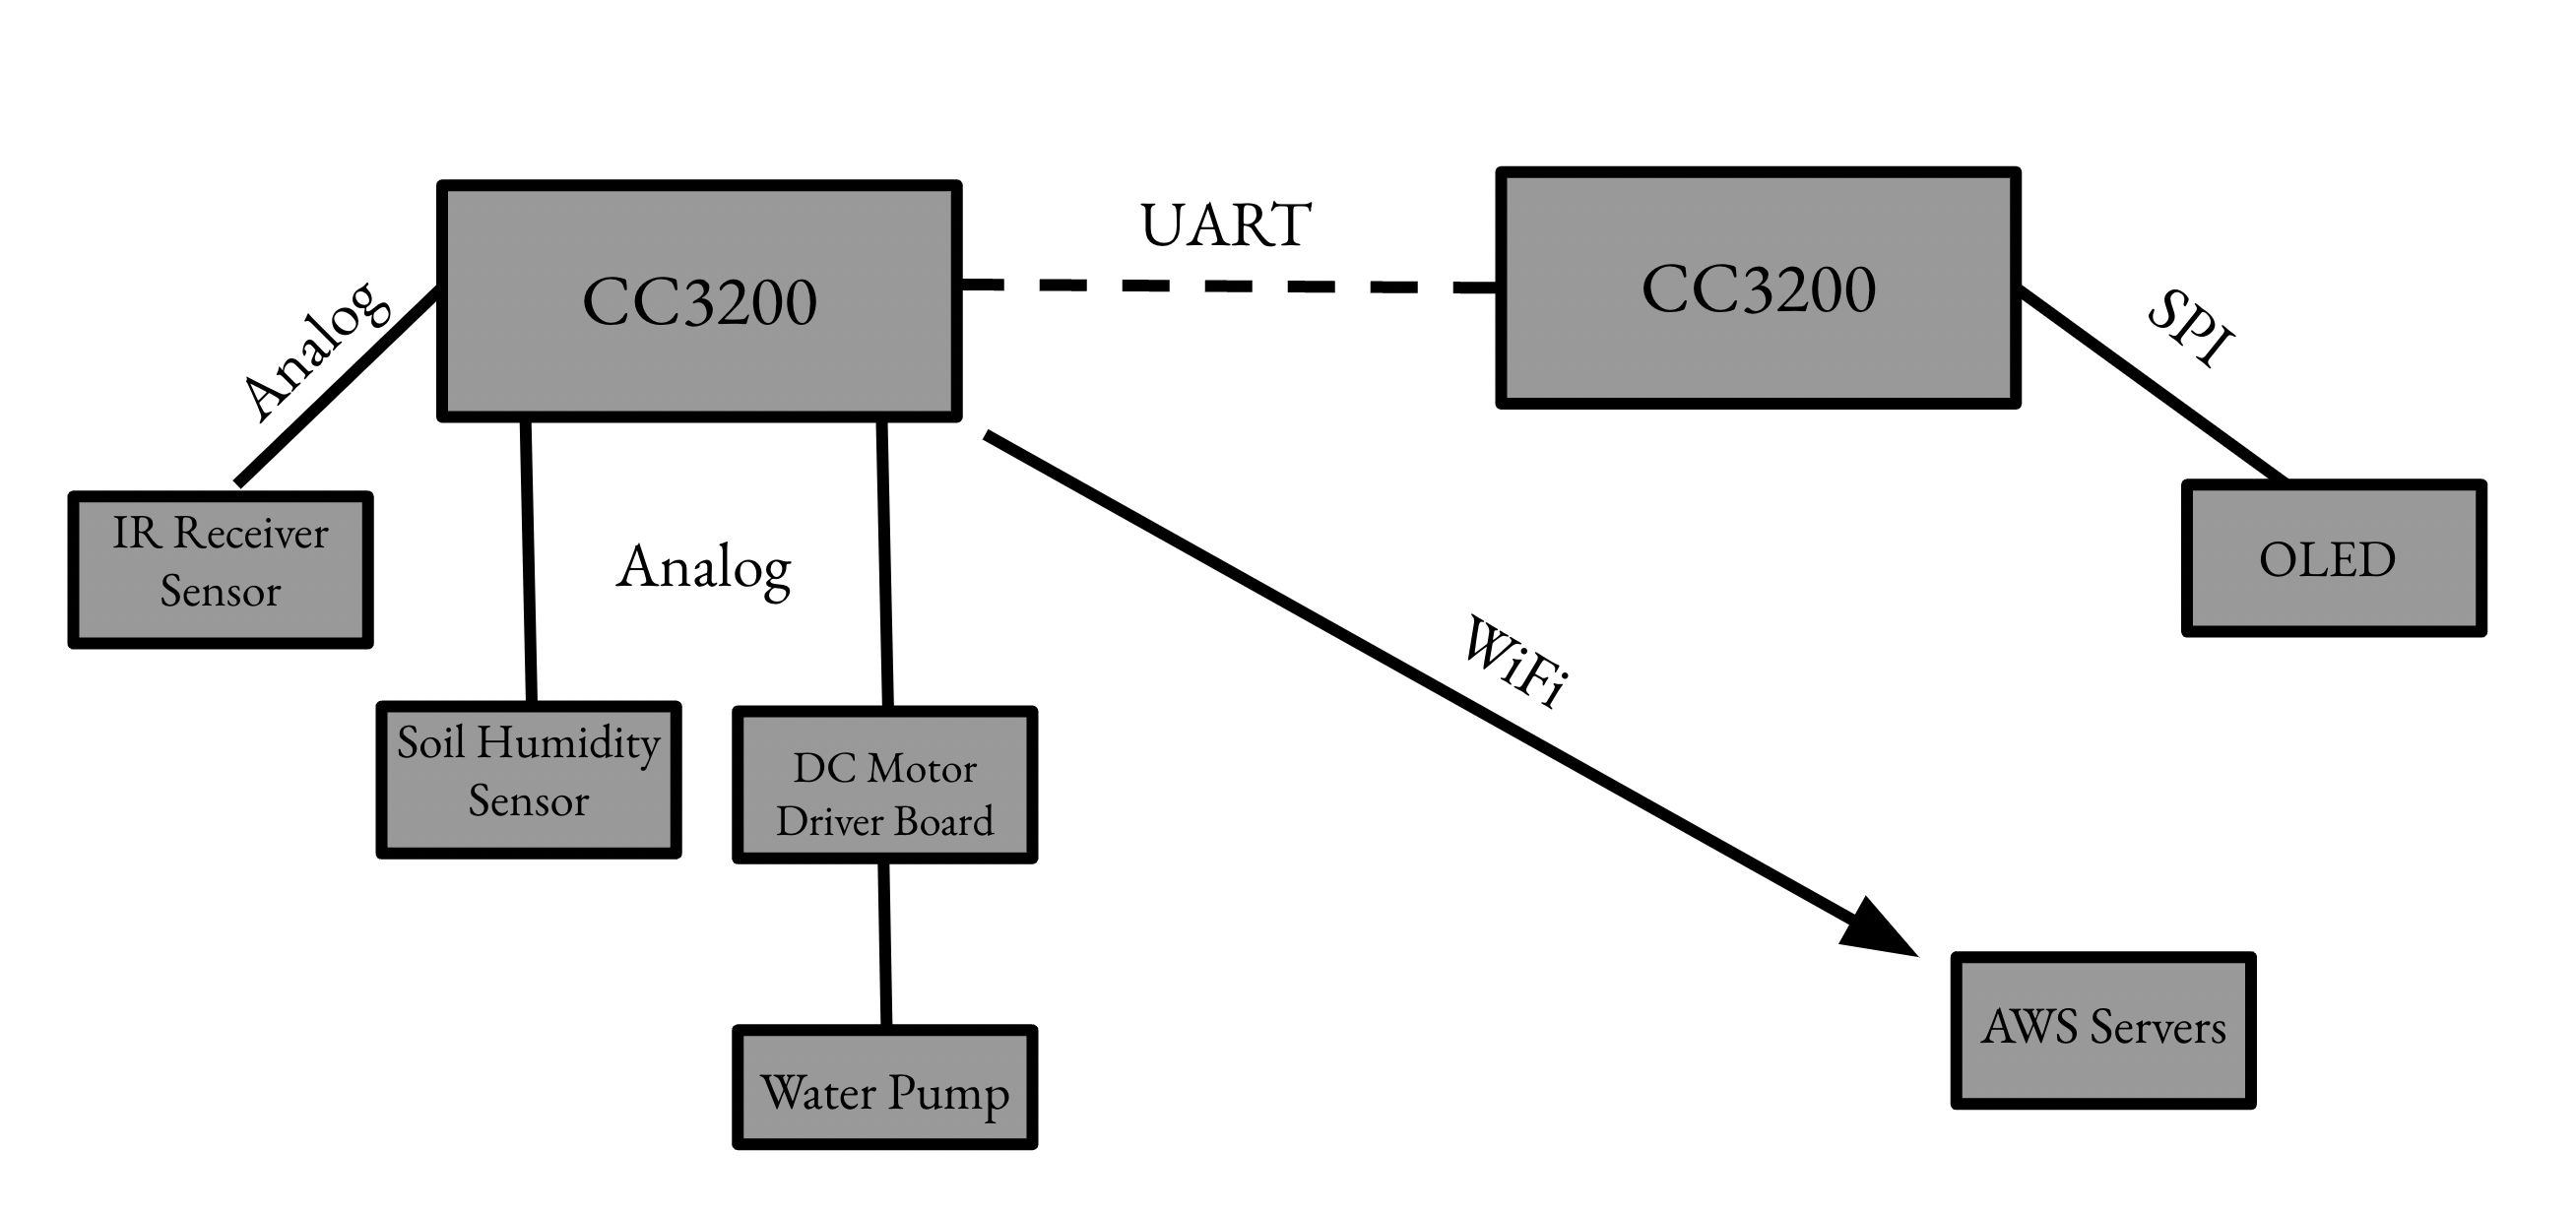 UART
CC3200
CC3200
SPI
Analog
IR Receiver
Sensor
Analog
OLED
WiFi
Soil Humidity
Sensor
DC Motor
Driver Board
AWS Servers
Water Pump